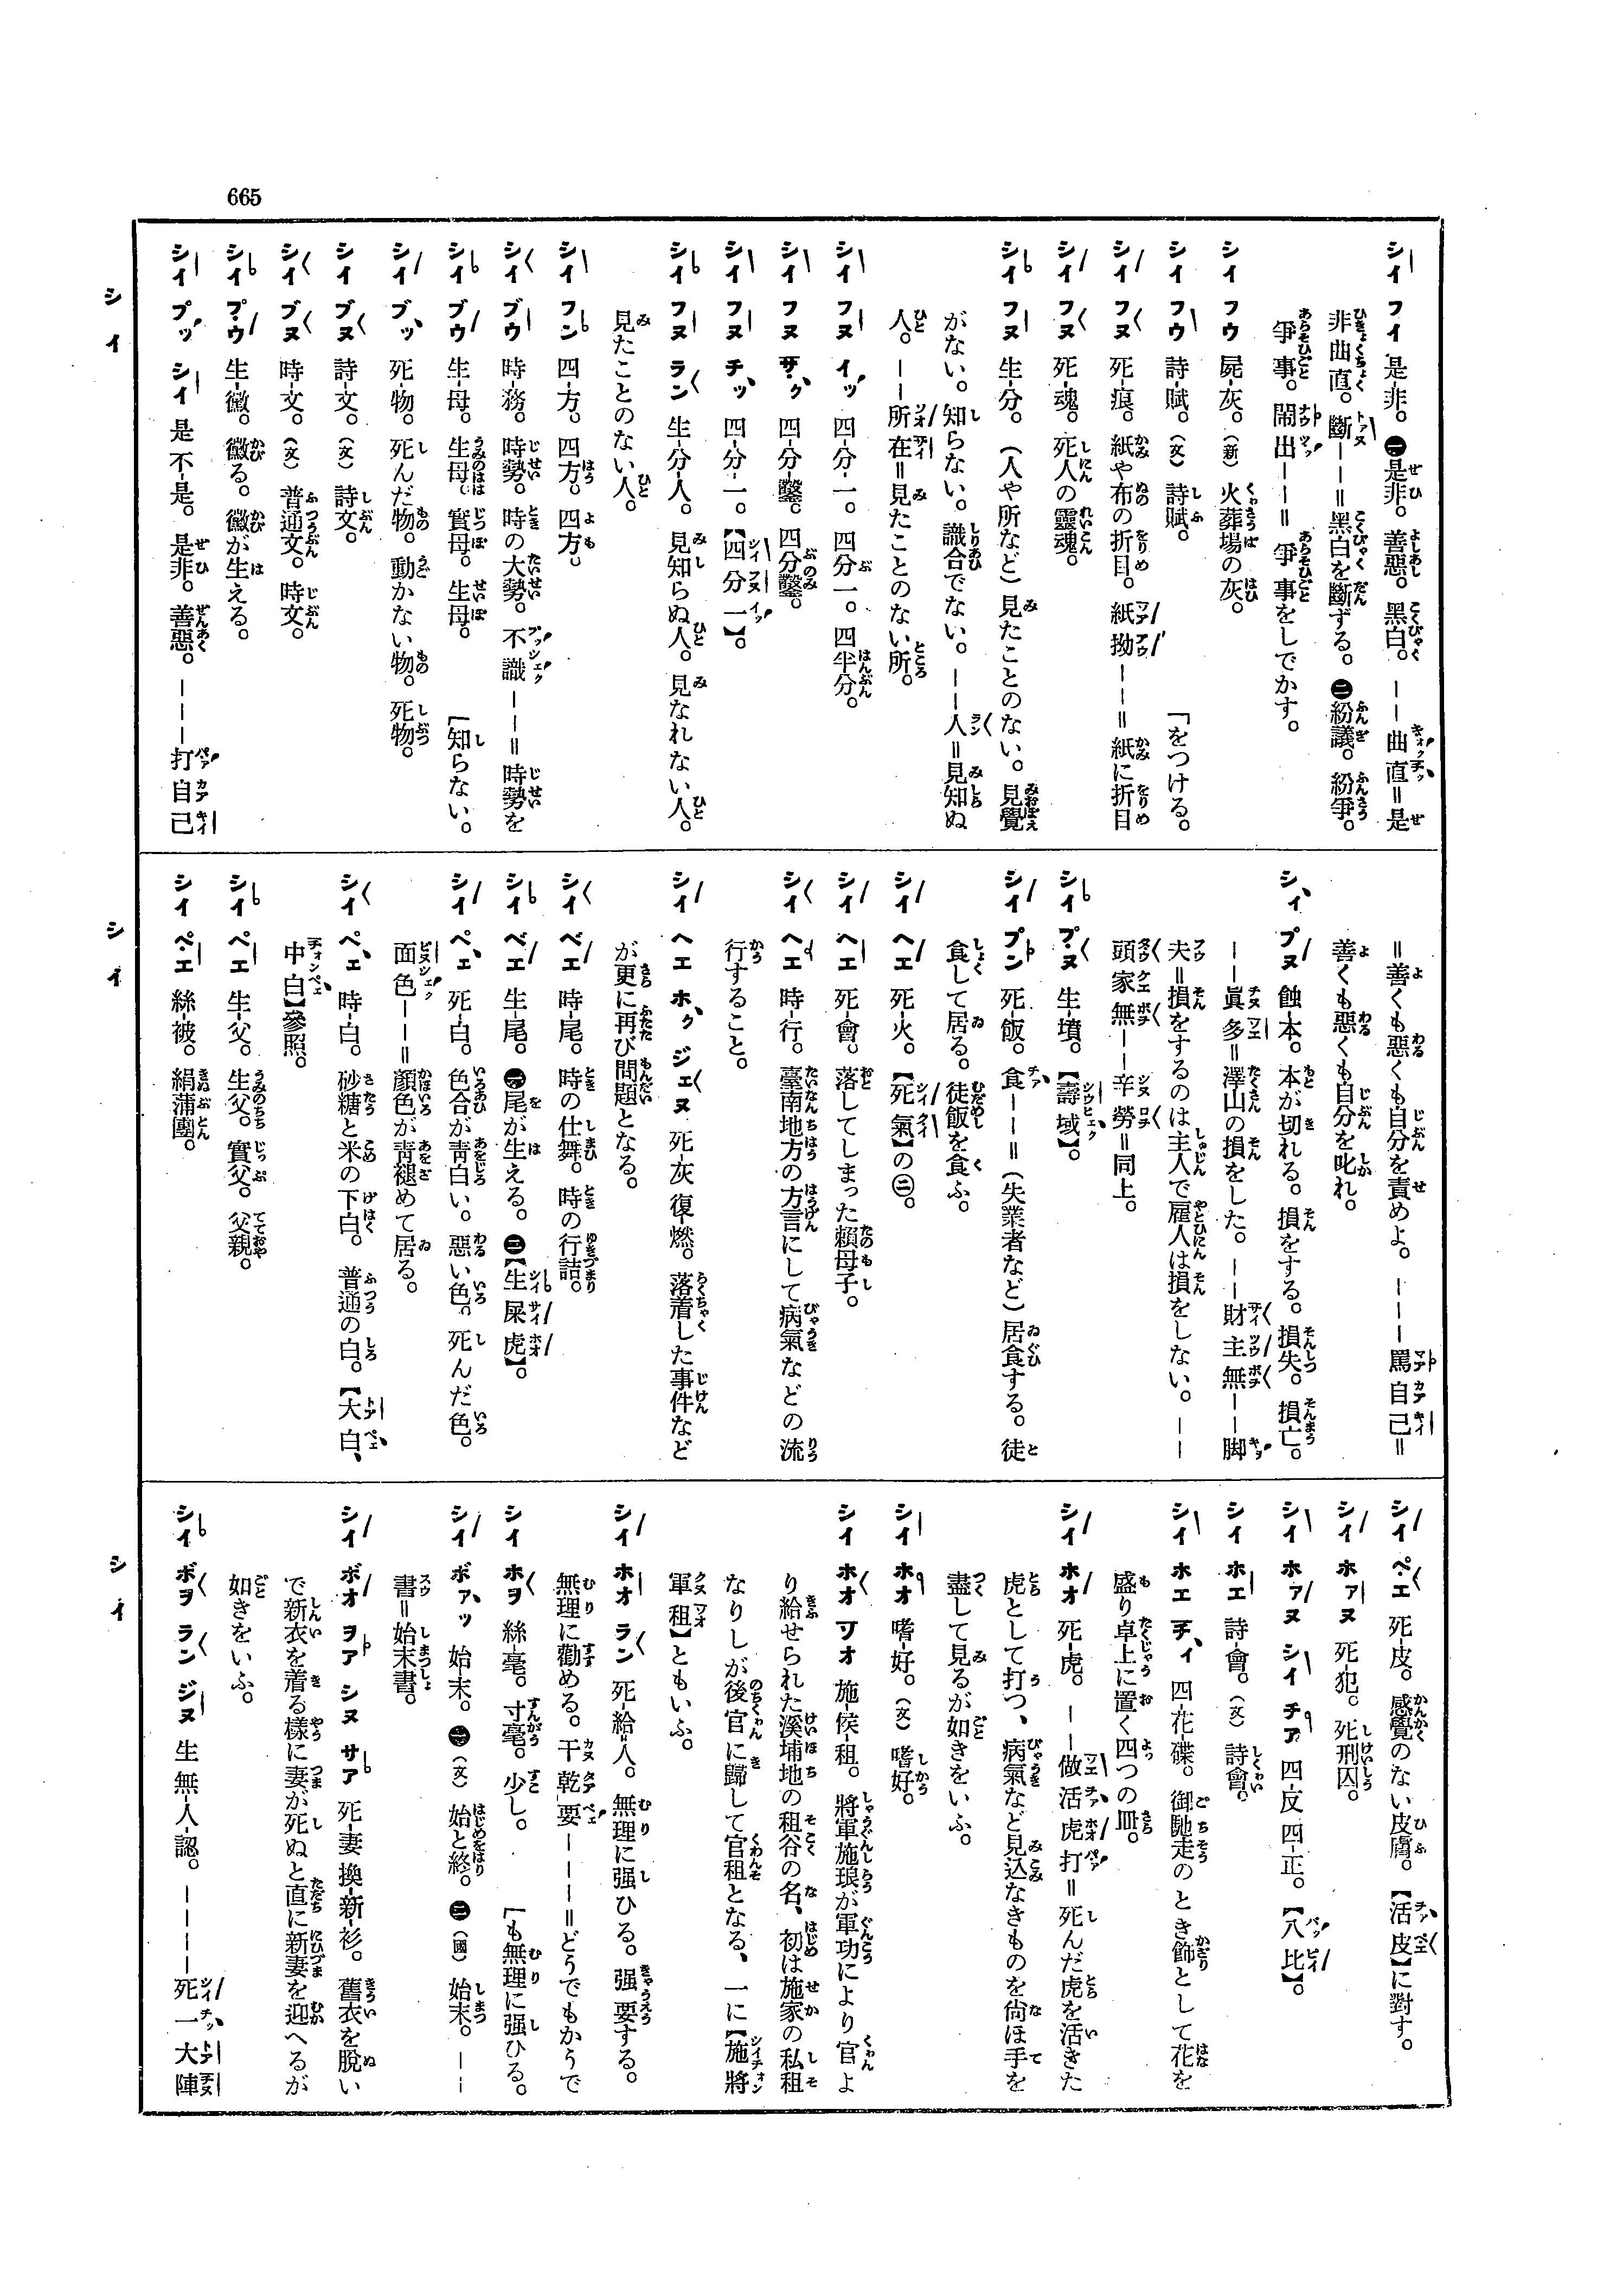 665
シイ フイ 是-非。㊀是非。善惡。黑白。——曲直＝是
非曲直。斷——＝黑白を斷ずる。㊁紛議。紛爭。
爭事。鬧出——＝爭事をしでかす。
シイ フウ 屍-灰。(新)火葬場の灰。
シイ フウ 詩-賦。(文)詩賦。 「をつける。
シイ フヌ 死-痕。紙や布の折目。紙拗——＝紙に折目
シイ フヌ 死-魂。死人の靈魂。
シイ フヌ 生-分。(人や所など)見たことのない。見覺
がない。知らない。識合でない。——人＝見知ぬ
人。——所在＝見たことのない所。
シイ フヌ イッ 四-分-一。四分一。四半分。
シイ フヌ サク 四-分-鑿。四分鑿。
シイ フヌ チッ 四-分-一。【四分一】。
シイ フヌ ラン 生-分-人。見知らぬ人。見なれない人。
見たことのない人。
シイ フン 四-方。四方。四方。
シイ ブウ 時-務。時勢。時の大勢。不識——＝時勢を
シイ ブウ 生-母。生母。實母。生母。 「知らない。
シイ ブッ 死-物。死んだ物。動かない物。死物。
シイ ブヌ 詩-文。(文)詩文。
シイ ブヌ 時-文。(文)普通文。時文。
シイ プウ 生-黴。黴る。黴が生える。
シイ プッ シイ 是不-是。是非。善惡。———打自己
＝善くも惡くも自分を責めよ。———罵自己＝
善くも惡くも自分を叱れ。
シイ プヌ 蝕-本。本が切れる。損をする。損失。損亡。
——眞多＝澤山の損をした。——財主無——脚
夫＝損をするのは主人で雇人は損をしない。——
頭家無——辛勞＝同上。
シイ プヌ 生-墳。【壽域】。
シイ プン 死-飯。食——＝(失業者など)居食する。徒
食して居る。徒飯を食ふ。
シイ ヘエ 死-火。【死氣】の㊁。
シイ ヘエ 死-會。落してしまった賴母子。
シイ ヘエ 時-行。臺南地方の方言にして病氣などの流
行すること。
シイ ヘエ ホク ジェヌ 死-灰復-燃。落着した事件など
が更に再び問題となる。
シイ ベエ 時-尾。時の仕舞。時の行詰。
シイ ベエ 生-尾。㊀尾が生える。㊁【生屎虎】。
シイ ペエ 死-白。色合が靑白い。惡い色。死んだ色。
面色——＝顏色が靑褪めて居る。
シイ ペエ 時-白。砂糖と米の下白。普通の白。【大白、
中白】參照。
シイ ペエ 生-父。生父。實父。父親。
シイ ペエ 絲-被。絹蒲團。
シイ ペエ 死-皮。感覺のない皮膚。【活皮】に對す。
シイ ホァヌ 死-犯。死刑囚。
シイ ホァヌ シイ チァ 四-反四-正。【八比】。
シイ ホエ 詩-會。(文)詩會。
シイ ホエ チィ 四-花-碟。御馳走のとき飾として花を
盛り卓上に置く四つの皿。
シイ ホオ 死-虎。——做活虎打＝死んだ虎を活きた
虎として打つ、病氣など見込なきものを尙ほ手を
盡して見るが如きをいふ。
シイ ホオ 嗜-好。(文)嗜好。
シイ ホオ ツオ 施-侯-租。將軍施琅が軍功により官よ
り給せられた溪埔地の租谷の名、初は施家の私租
なりしが後官に歸して官租となる、一に【施將
軍租】ともいふ。
シイ ホオ ラン 死-給-人。無理に强ひる。强要する。
無理に勸める。干乾要———＝どうでもかうで
シイ ホヲ 絲-毫。寸毫。少し。 「も無理に强ひる。
シイ ボァッ 始-末。㊀(文)始と終。㊁(國)始末。——
書＝始末書。
シイ ボオ ヲア シヌ サア 死-妻換-新-衫。舊衣を脫い
で新衣を着る樣に妻が死ぬと直に新妻を迎へるが
如きをいふ。
シイ ボヲ ラン ジヌ 生無-人-認。————死一大陣
シイ
シイ
シイ